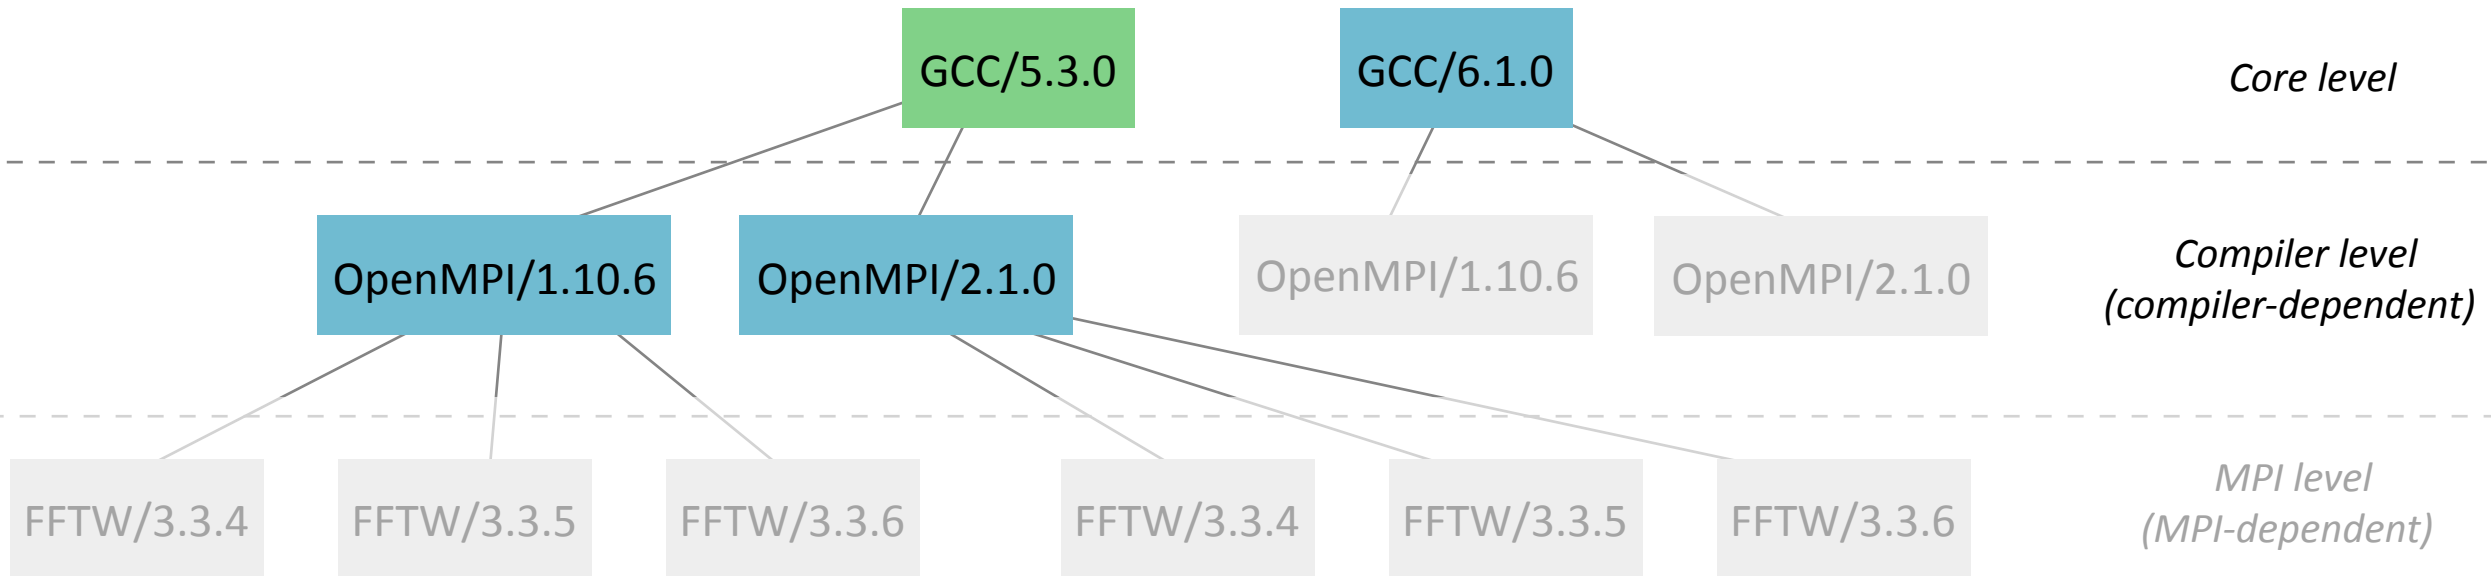 GCC/5.3.0
GCC/6.1.0
Core level
OpenMPI/1.10.6
OpenMPI/2.1.0
OpenMPI/1.10.6
OpenMPI/2.1.0
Compiler level
(compiler-dependent)
FFTW/3.3.4
FFTW/3.3.5
FFTW/3.3.6
FFTW/3.3.4
FFTW/3.3.5
FFTW/3.3.6
MPI level
(MPI-dependent)